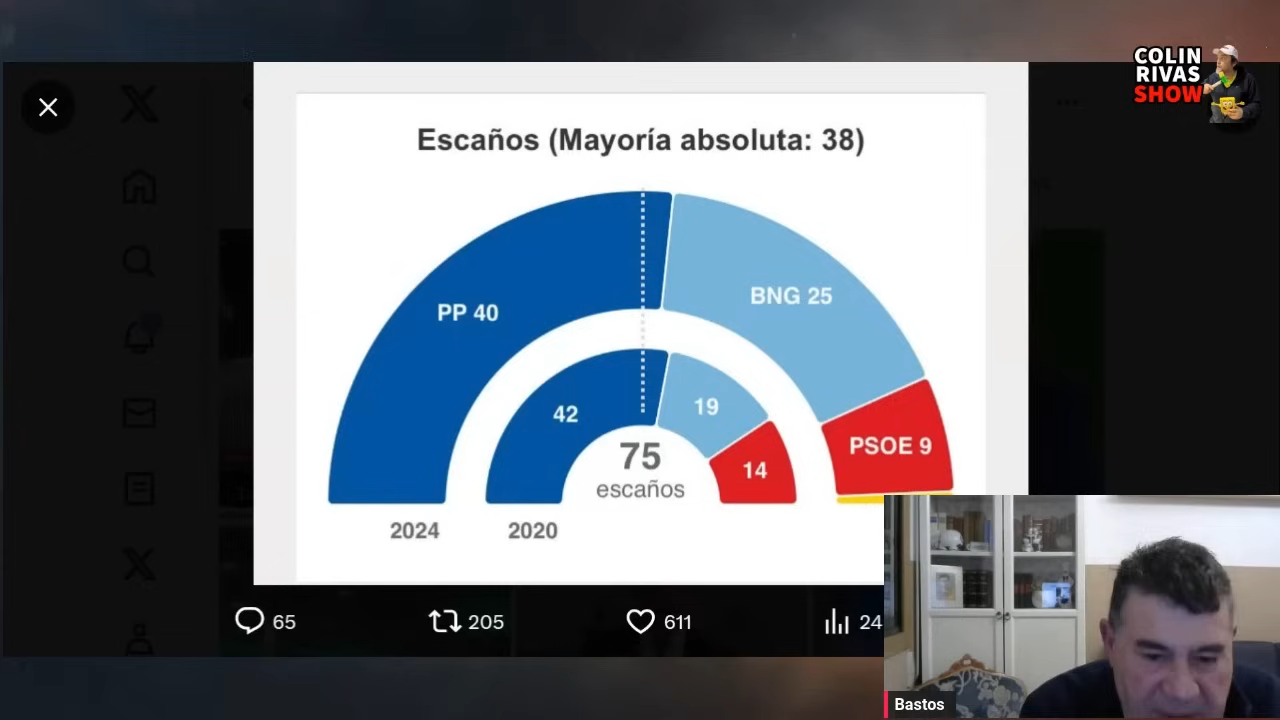 COLIN
RIVAS
SHOW
Escaños (Mayoría absoluta: 38)
PP 40
BNG 25
42
19
PSOE 9
75
escaños
14
2024
2020
65
205
611
24
Bastos